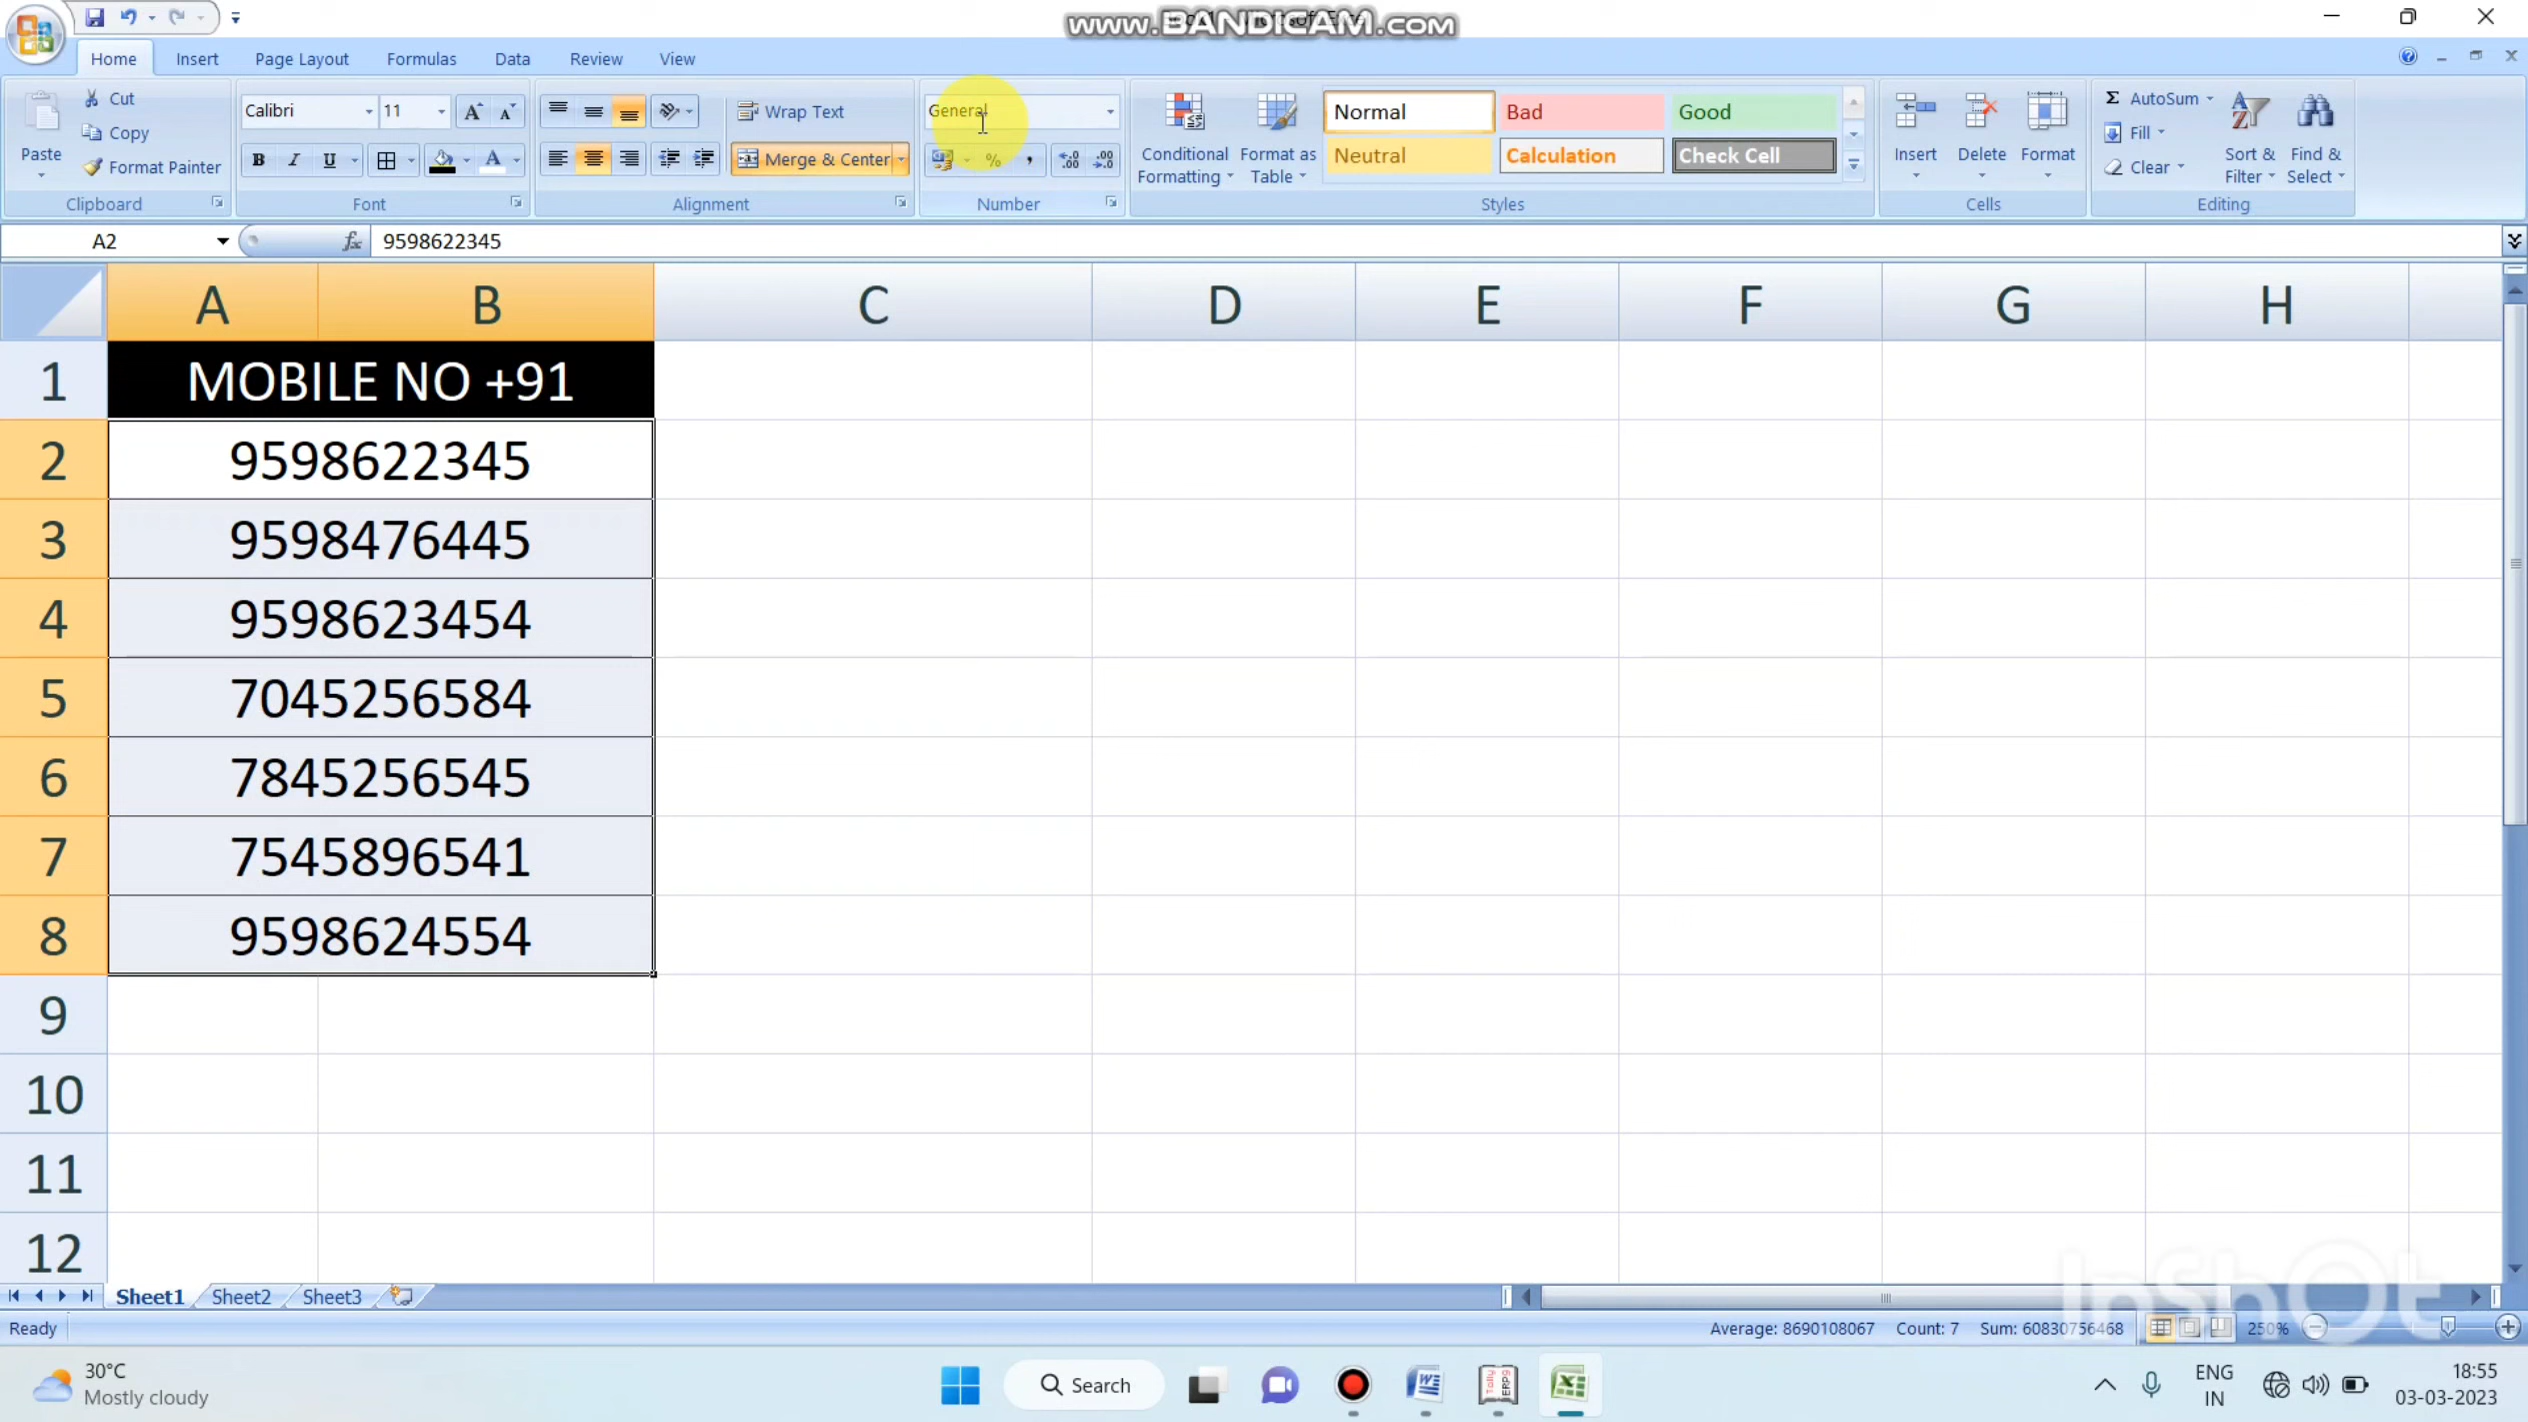 www.BANDICAM.com
Home Insert Page Layout Formulas Data Review View
Paste
Cut
Copy
Format Painter
Clipboard
Calibri 11
B I U
Font
Wrap Text
Merge & Center
Alignment
General
%
Number
Conditional Formatting
Format as Table
Normal Bad Good
Neutral Calculation Check Cell
Styles
Insert Delete Format
Cells
Σ AutoSum
Fill
Clear
Sort & Filter
Find & Select
Editing
A2 fx 9598622345
A B C D E F G H
1 MOBILE NO +91
2 9598622345
3 9598476445
4 9598623454
5 7045256584
6 7845256545
7 7545896541
8 9598624554
9
10
11
12
Sheet1 Sheet2 Sheet3
InShOt
Ready Average: 8690108067 Count: 7 Sum: 60830756468 250%
30°C
Mostly cloudy
Search
Tally ERP9
ENG
IN
18:55
03-03-2023